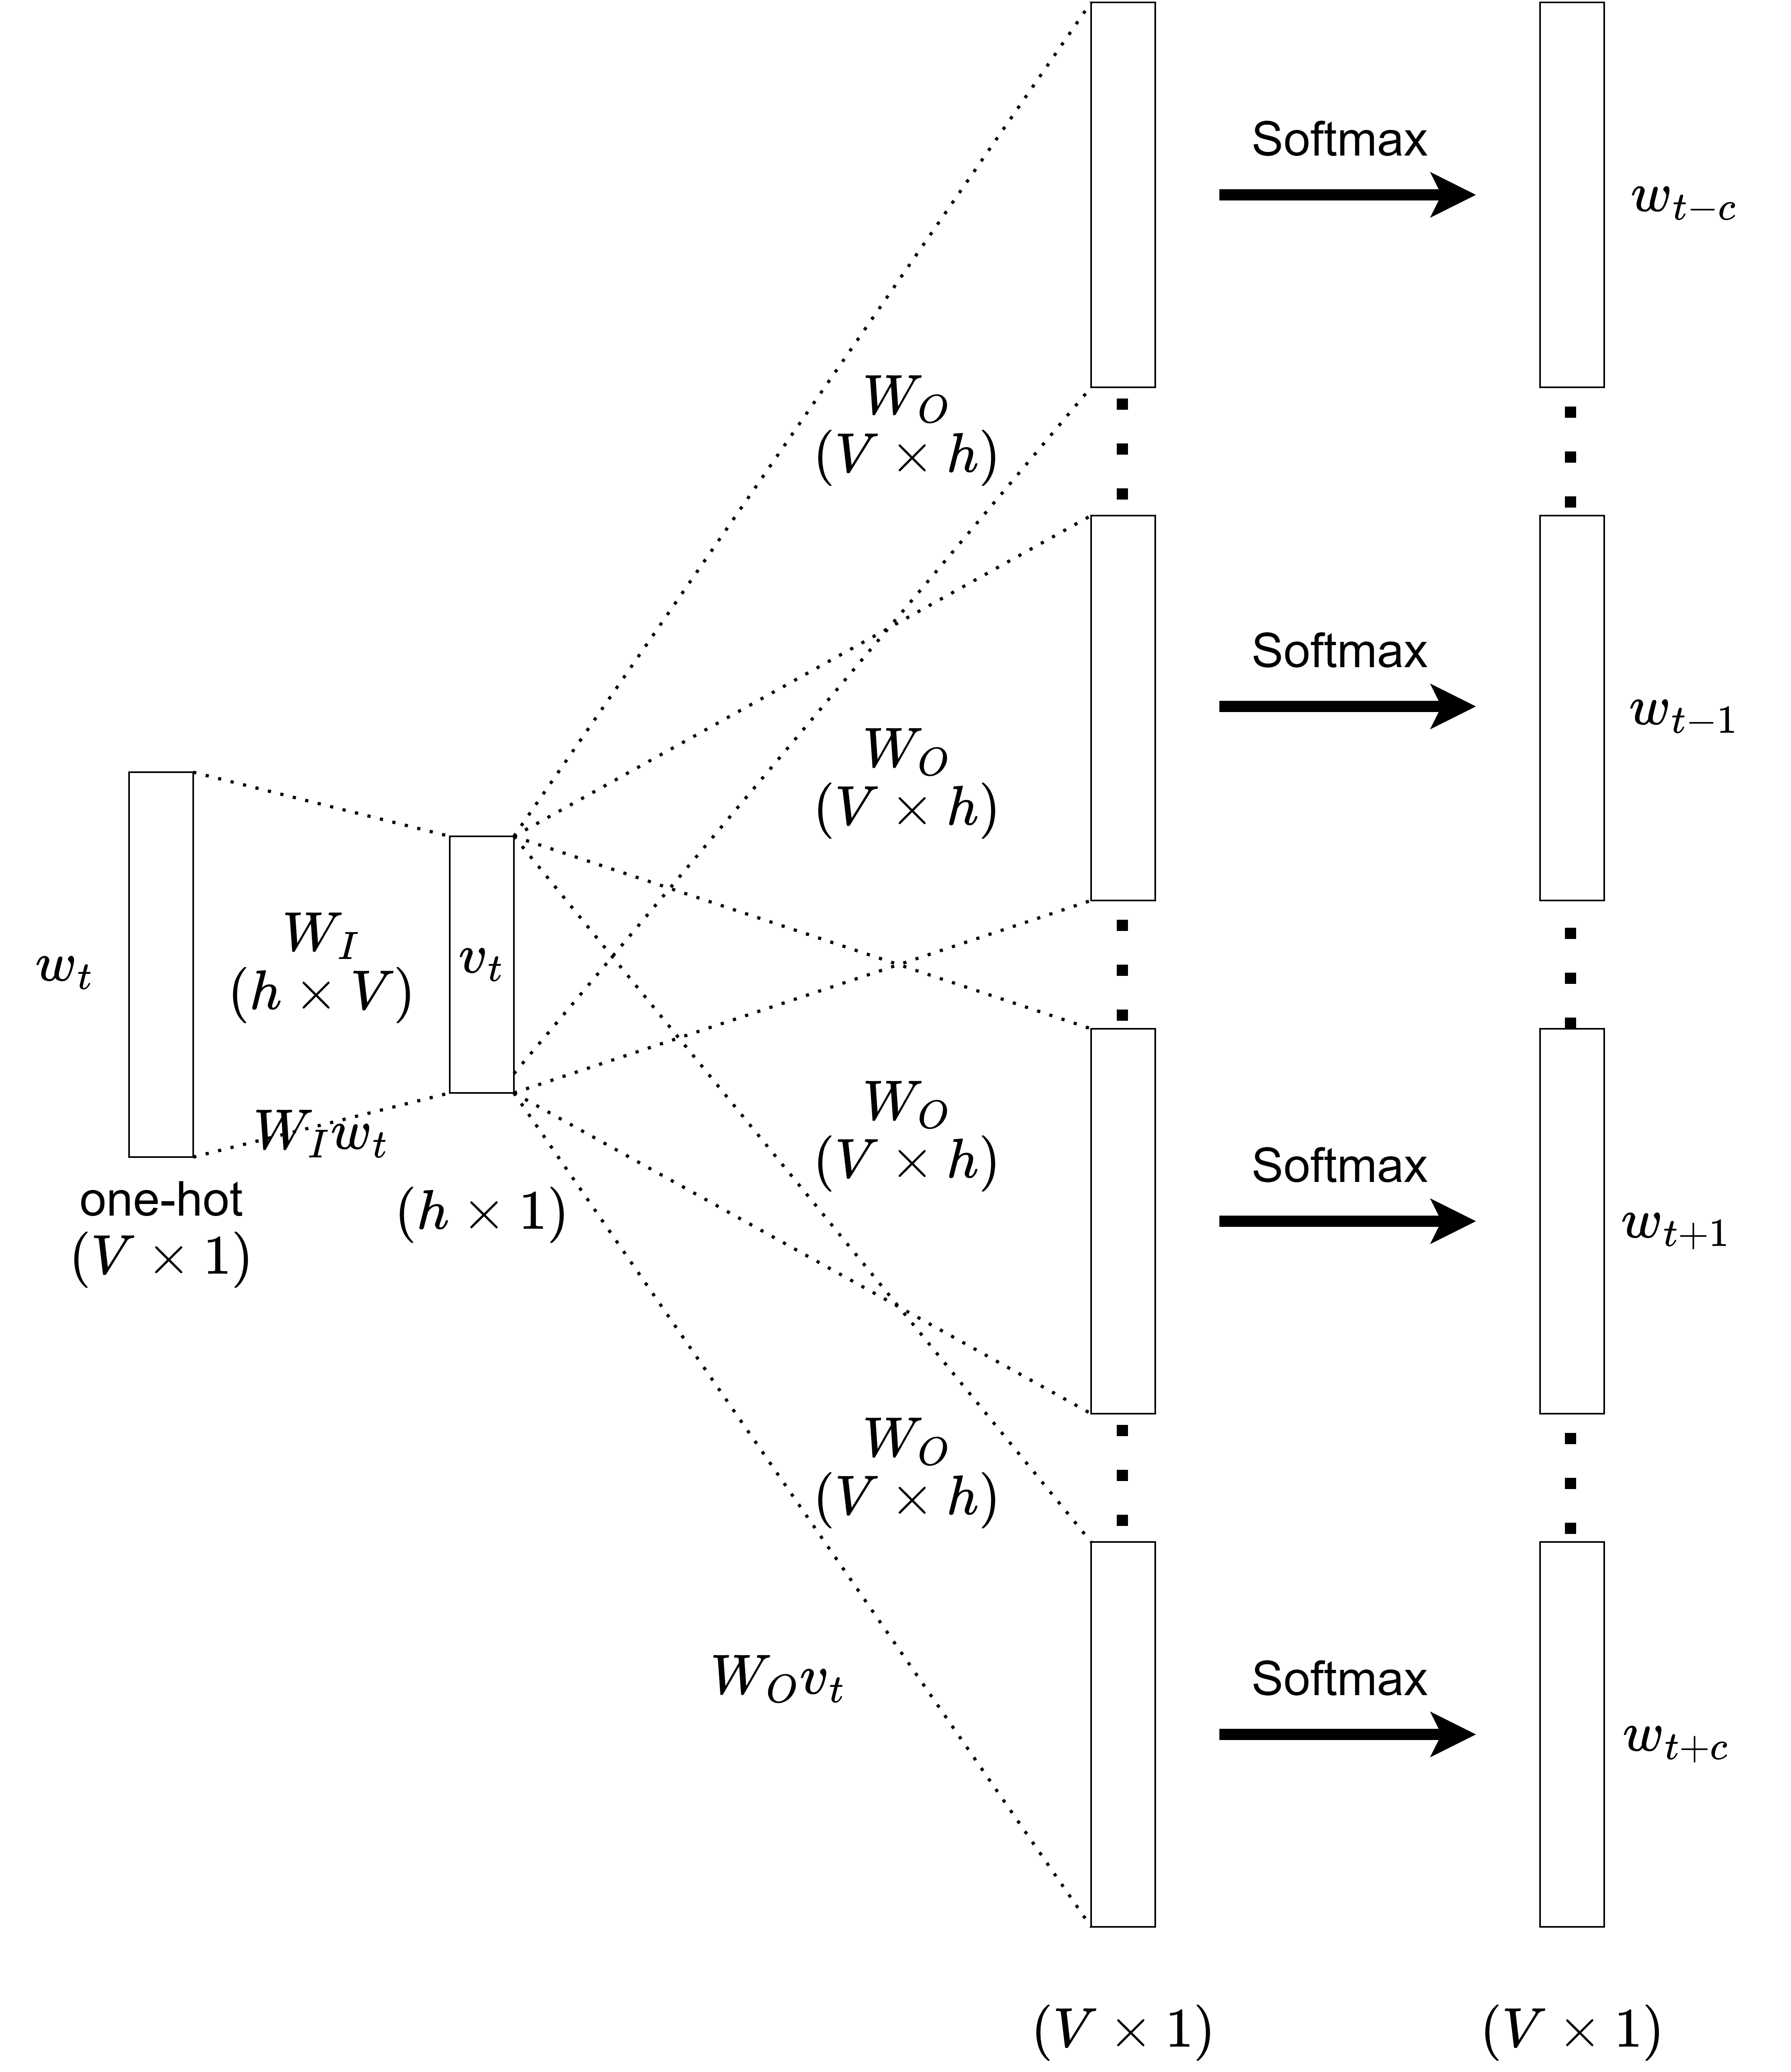 Softmax
w_{t−c}
W_O
(V × h)
Softmax
w_{t−1}
W_O
(V × h)
W_I
(h × V)
w_t
v_t
W_I w_t
one-hot
(V × 1)
(h × 1)
W_O
(V × h)
Softmax
w_{t+1}
W_O
(V × h)
W_O v_t
Softmax
w_{t+c}
(V × 1)
(V × 1)